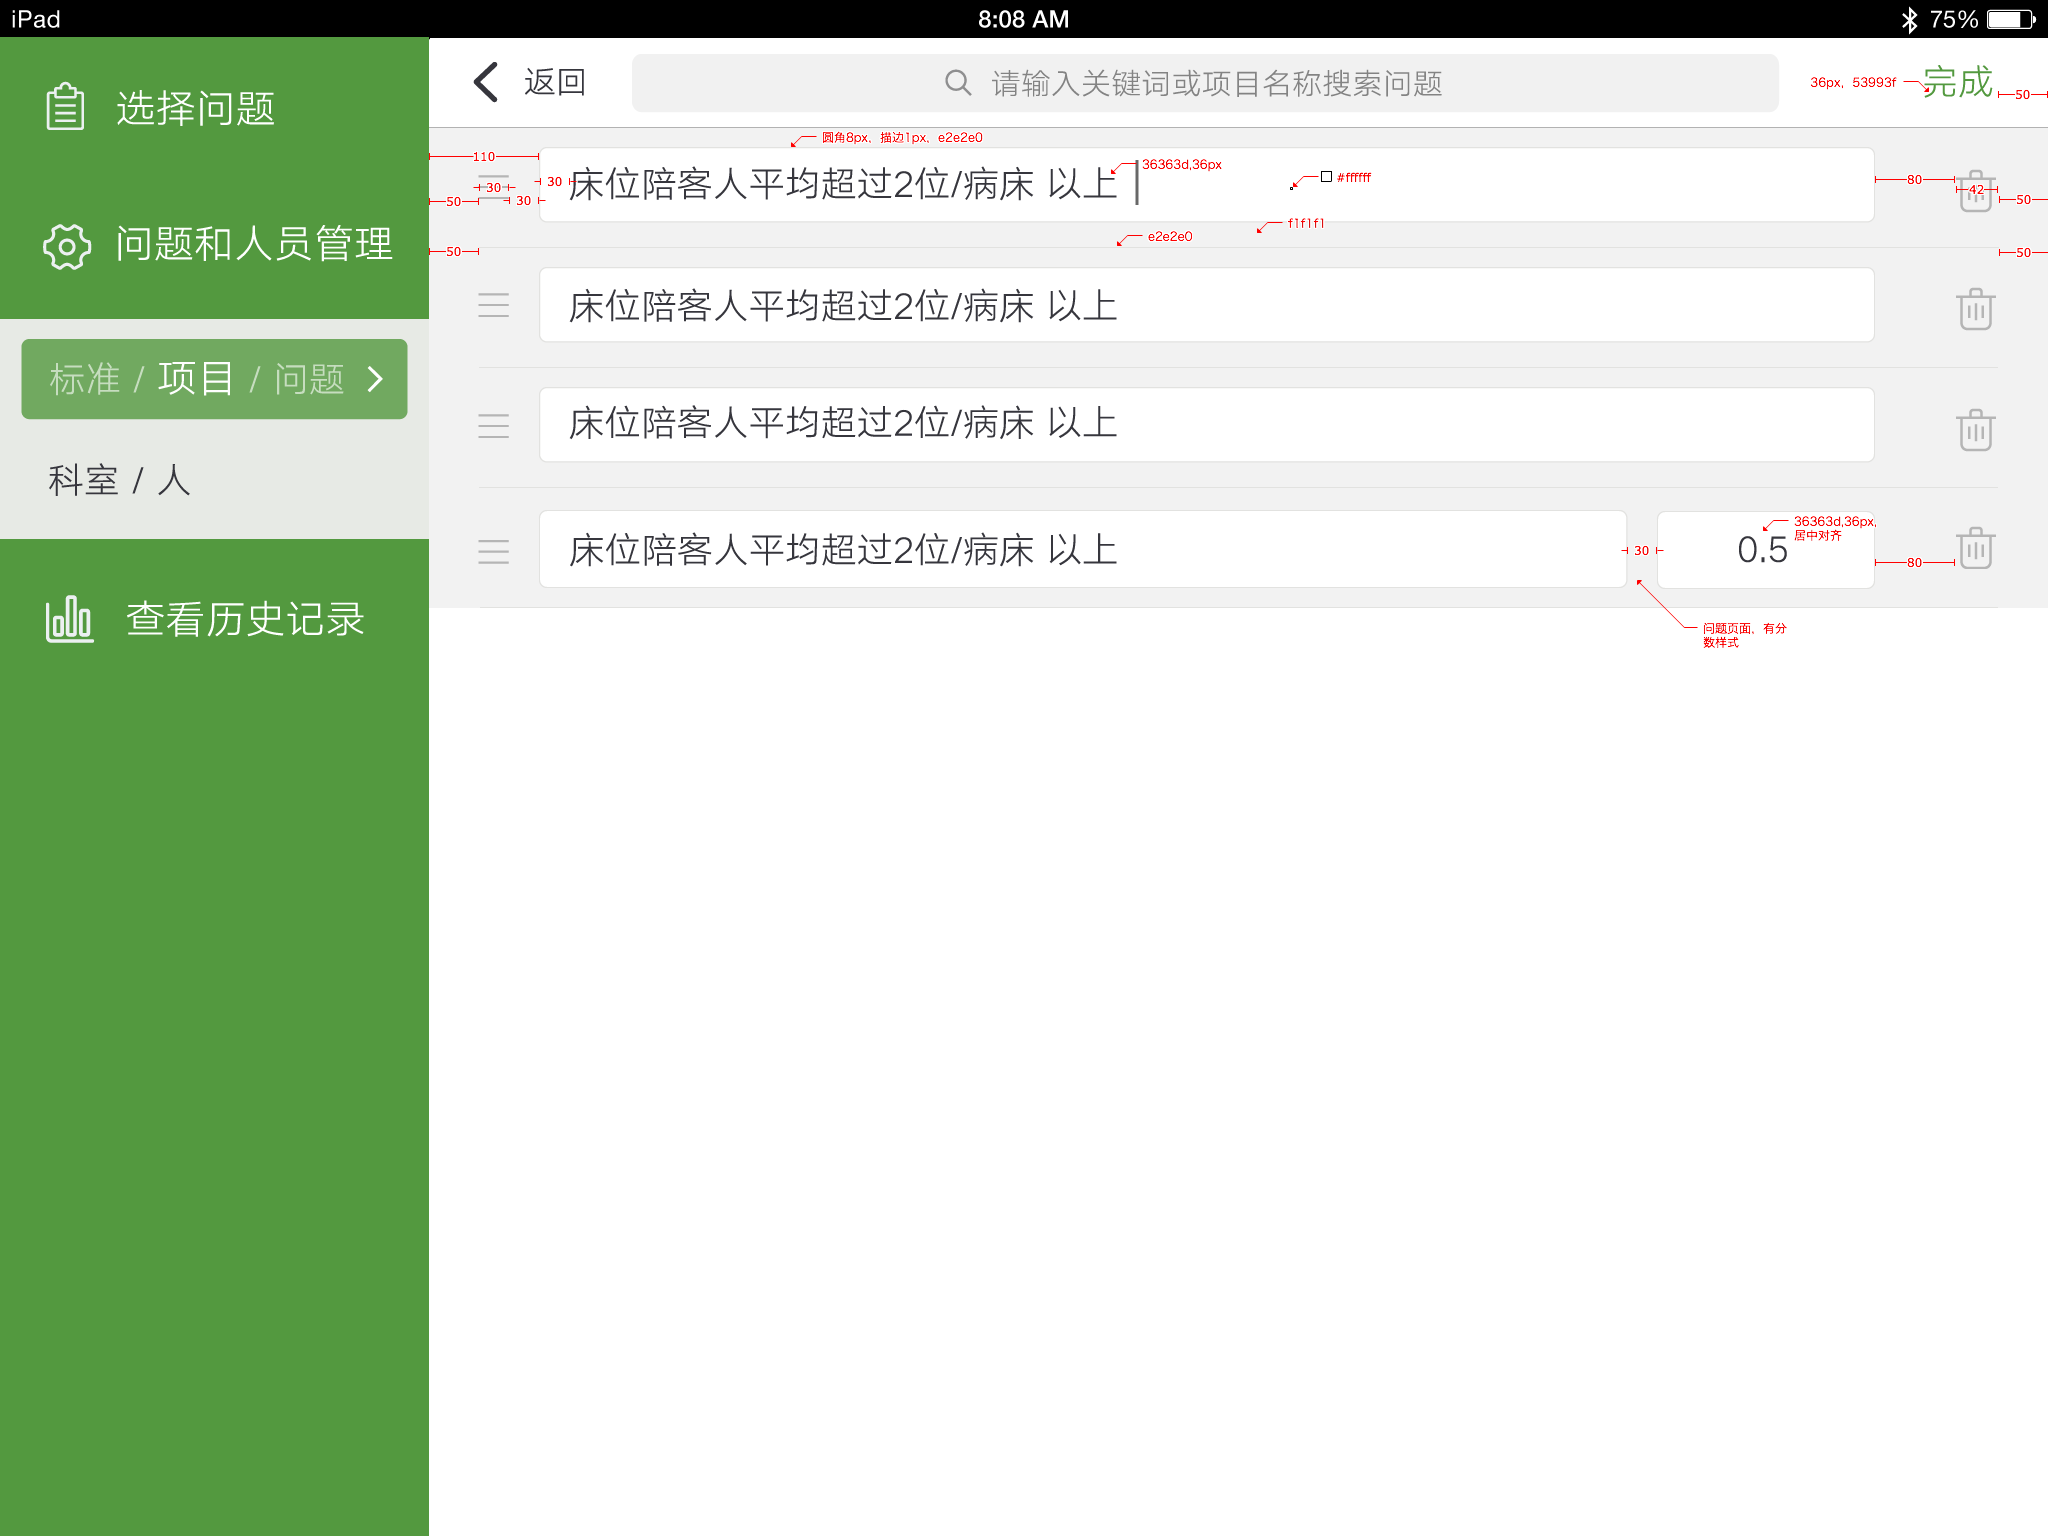 iPad
8:08 AM
75%
选择问题
问题和人员管理
标准 / 项目 / 问题
科室 / 人
查看历史记录
返回
请输入关键词或项目名称搜索问题
36px，53993f
完成
50
圆角8px、描边1px、e2e2e0
110
床位陪客人平均超过2位/病床 以上
36363d,36px
#ffffff
30
30
50
30
80
42
50
f1f1f1
e2e2e0
50
50
床位陪客人平均超过2位/病床 以上
床位陪客人平均超过2位/病床 以上
床位陪客人平均超过2位/病床 以上
30
0.5
36363d,36px,
居中对齐
80
问题页面，有分
数样式